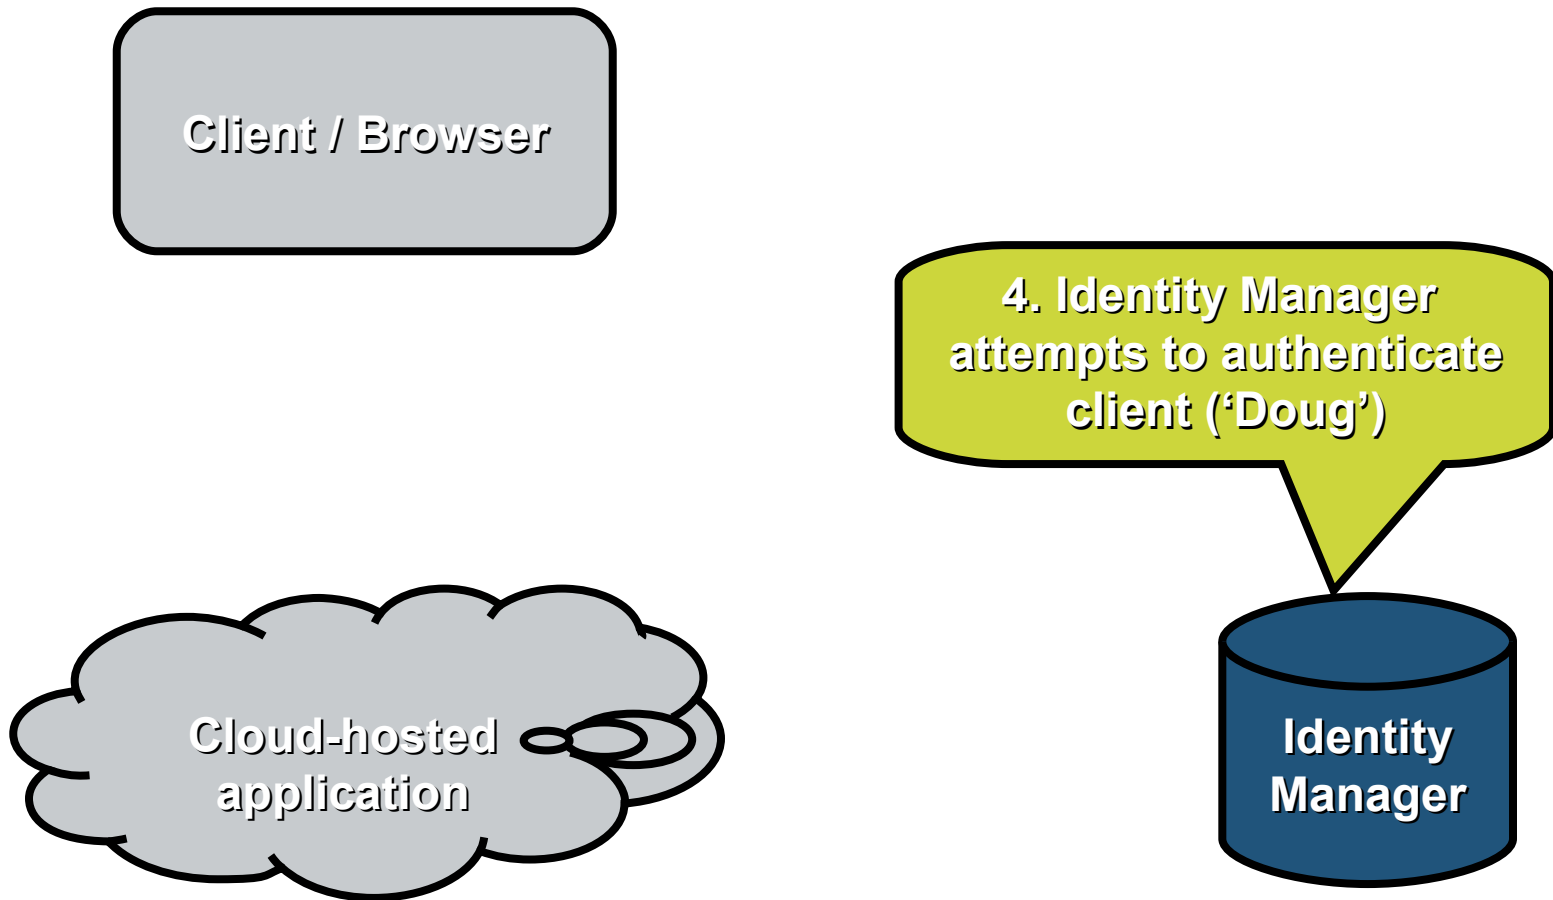 Client / Browser
4. Identity Manager
attempts to authenticate
client (‘Doug’)
Cloud-hosted
application
Identity
Manager